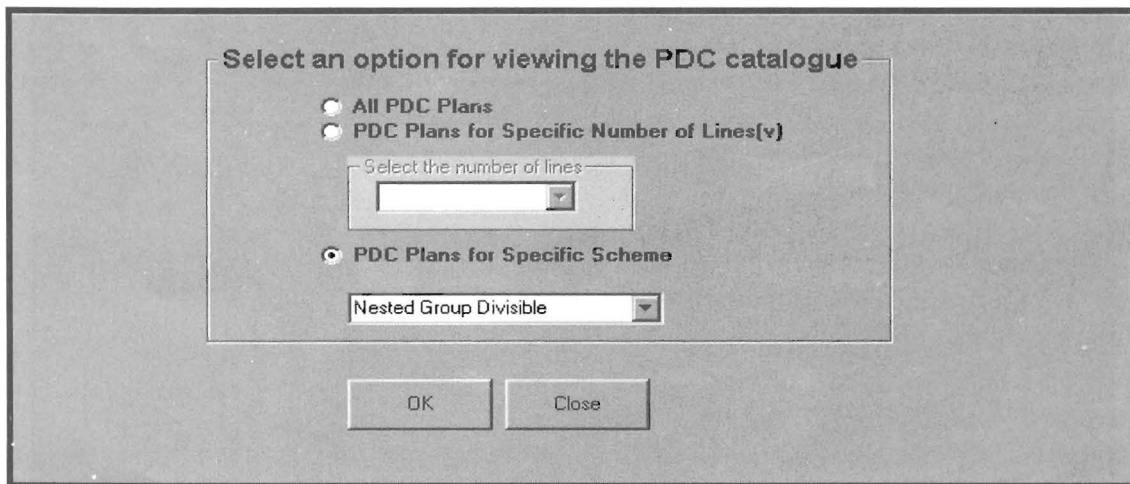 Select an option for viewing the PDC catalogue
All PDC Plans
PDC Plans for Specific Number of Lines(v)
Select the number of lines
PDC Plans for Specific Scheme
Nested Group Divisible
OK
Close